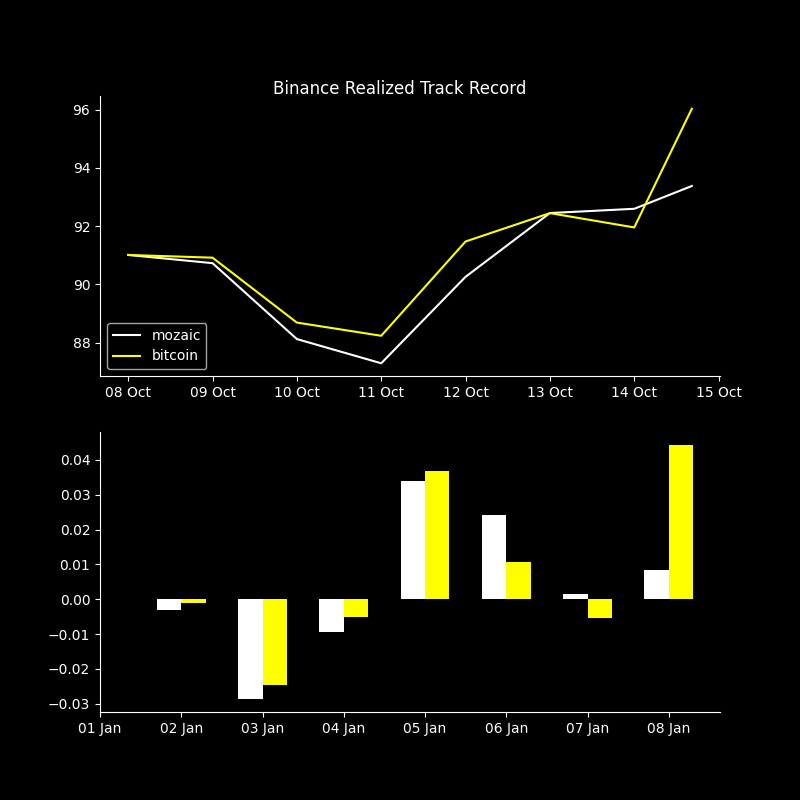 Binance Realized Track Record
96
94
92
90
88
mozaic
bitcoin
08 Oct 09 Oct 10 Oct 11 Oct 12 Oct 13 Oct 14 Oct 15 Oct
0.04
0.03
0.02
0.01
0.00
−0.01
−0.02
−0.03
01 Jan 02 Jan 03 Jan 04 Jan 05 Jan 06 Jan 07 Jan 08 Jan